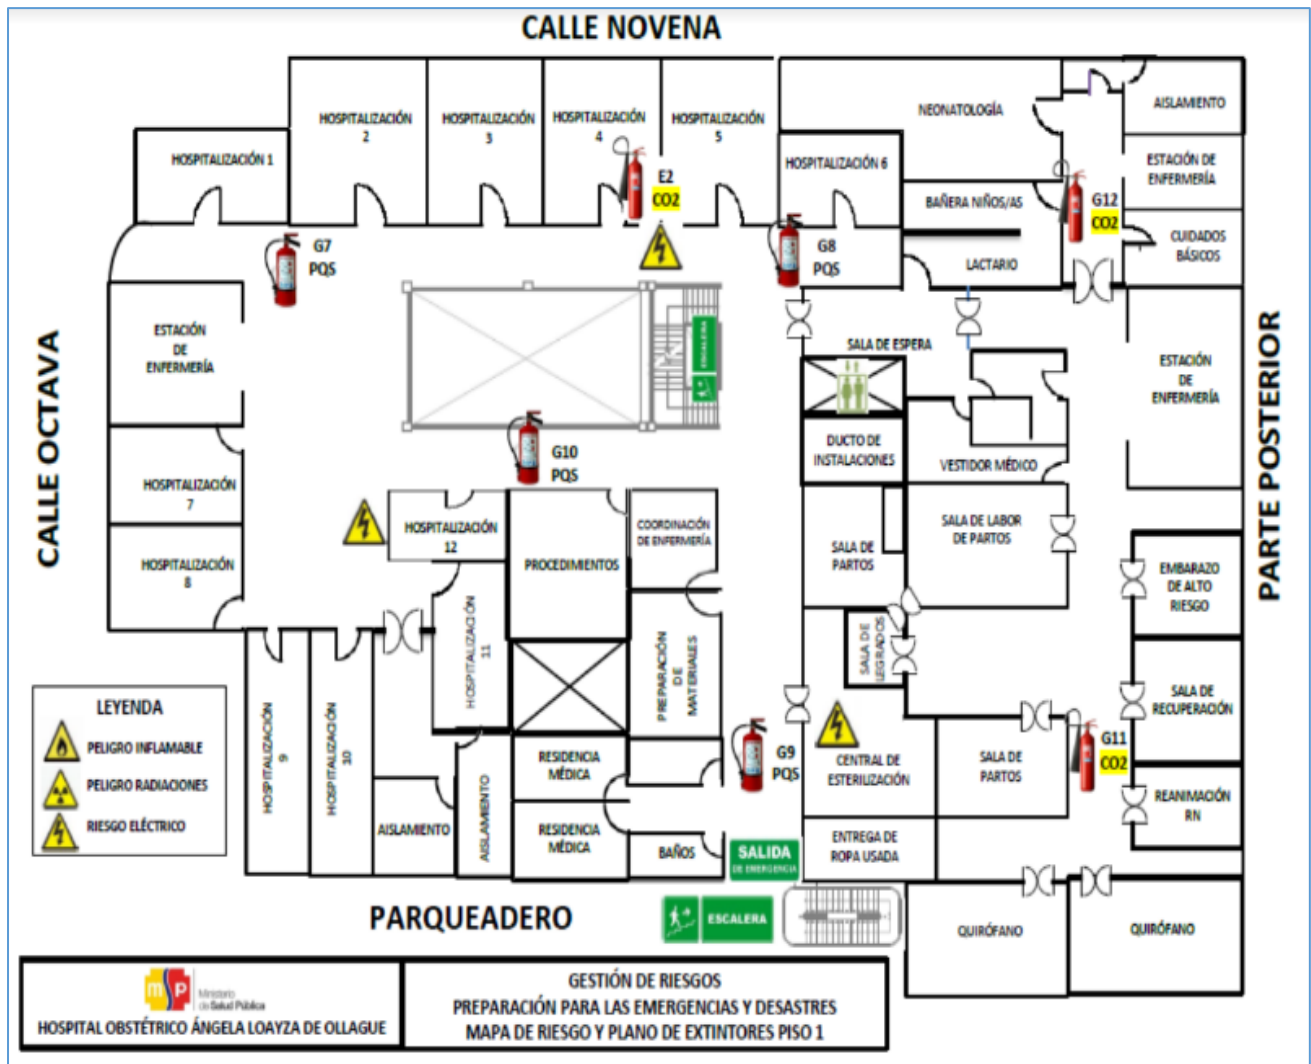 CALLE NOVENA
HOSPITALIZACIÓN 1
HOSPITALIZACIÓN
2
HOSPITALIZACIÓN
3
HOSPITALIZACIÓN
4
HOSPITALIZACIÓN
5
HOSPITALIZACIÓN 6
NEONATOLOGÍA
AISLAMIENTO
ESTACIÓN DE
ENFERMERÍA
BAÑERA NIÑOS/AS
CUIDADOS
BÁSICOS
LACTARIO
E2
CO2
G7
PQS
G8
PQS
G12
CO2
CALLE OCTAVA
ESTACIÓN
DE
ENFERMERÍA
ESCALERA
SALA DE ESPERA
ESTACIÓN
DE
ENFERMERÍA
PARTE POSTERIOR
G10
PQS
DUCTO DE
INSTALACIONES
VESTIDOR MÉDICO
HOSPITALIZACIÓN
7
HOSPITALIZACIÓN
8
HOSPITALIZACIÓN
12
PROCEDIMIENTOS
COORDINACIÓN
DE ENFERMERÍA
SALA DE
PARTOS
SALA DE LABOR
DE PARTOS
EMBARAZO
DE ALTO
RIESGO
HOSPITALIZACIÓN
11
PREPARACIÓN
DE
MATERIALES
SALA DE
LEGRADOS
SALA DE
RECUPERACIÓN
LEYENDA
PELIGRO INFLAMABLE
PELIGRO RADIACIONES
RIESGO ELÉCTRICO
HOSPITALIZACIÓN
9
HOSPITALIZACIÓN
10
AISLAMIENTO
AISLAMIENTO
RESIDENCIA
MÉDICA
RESIDENCIA
MÉDICA
BAÑOS
G9
PQS
CENTRAL DE
ESTERILIZACIÓN
SALA DE
PARTOS
G11
CO2
REANIMACIÓN
RN
ENTREGA DE
ROPA USADA
SALIDA
DE EMERGENCIA
ESCALERA
QUIRÓFANO
QUIRÓFANO
PARQUEADERO
msp
Ministerio
de Salud Pública
HOSPITAL OBSTÉTRICO ÁNGELA LOAYZA DE OLLAGUE
GESTIÓN DE RIESGOS
PREPARACIÓN PARA LAS EMERGENCIAS Y DESASTRES
MAPA DE RIESGO Y PLANO DE EXTINTORES PISO 1